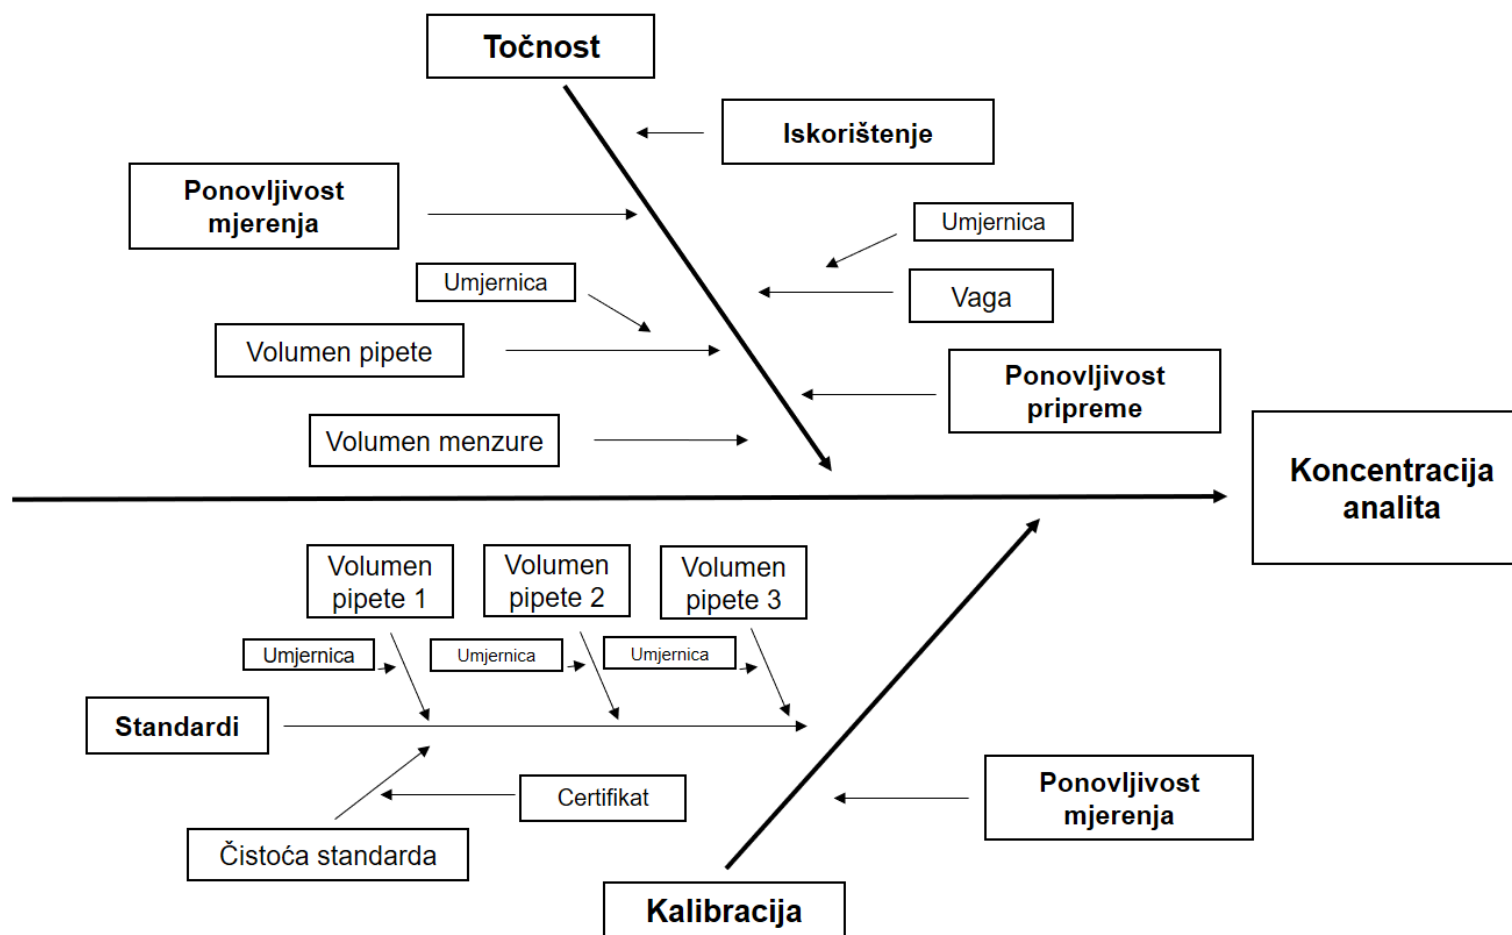 Točnost
Iskorištenje
Ponovljivost
mjerenja
Umjernica
Umjernica
Vaga
Volumen pipete
Ponovljivost
pripreme
Volumen menzure
Koncentracija
analita
Volumen
pipete 1
Volumen
pipete 2
Volumen
pipete 3
Umjernica
Umjernica
Umjernica
Standardi
Certifikat
Ponovljivost
mjerenja
Čistoća standarda
Kalibracija